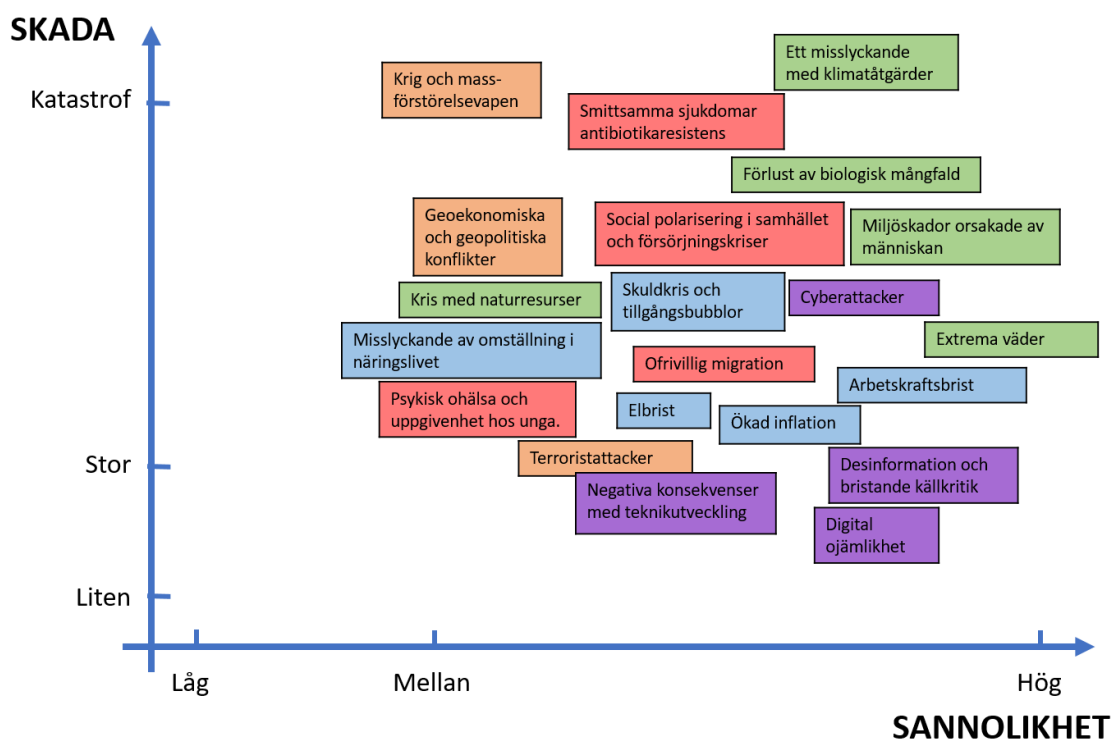 SKADA
Katastrof
Stor
Liten
Ett misslyckande
med klimatåtgärder
Krig och mass-
förstörelsevapen
Smittsamma sjukdomar
antibiotikaresistens
Förlust av biologisk mångfald
Geoekonomiska
och geopolitiska
konflikter
Social polarisering i samhället
och försörjningskriser
Miljöskador orsakade av
människan
Kris med naturresurser
Skuldkris och
tillgångsbubblor
Cyberattacker
Misslyckande av omställning i
näringslivet
Extrema väder
Ofrivillig migration
Arbetskraftsbrist
Psykisk ohälsa och
uppgivenhet hos unga.
Elbrist
Ökad inflation
Terroristattacker
Desinformation och
bristande källkritik
Negativa konsekvenser
med teknikutveckling
Digital
ojämlikhet
Låg
Mellan
Hög
SANNOLIKHET